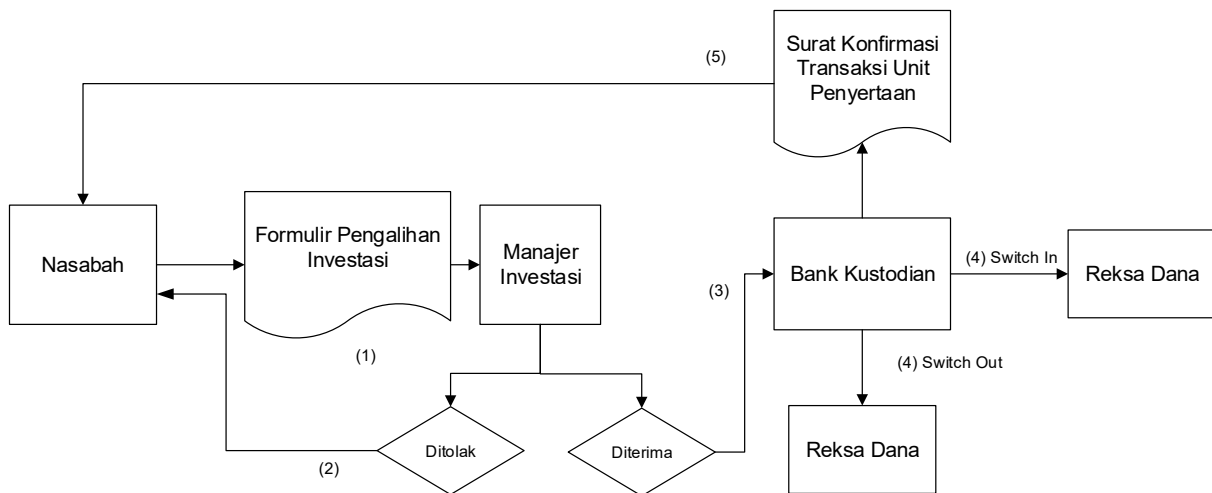 Surat Konfirmasi
Transaksi Unit
Penyertaan
(5)
Nasabah
Formulir Pengalihan
Investasi
(1)
Manajer
Investasi
Ditolak
(2)
Diterima
(3)
Bank Kustodian
(4) Switch In
Reksa Dana
(4) Switch Out
Reksa Dana